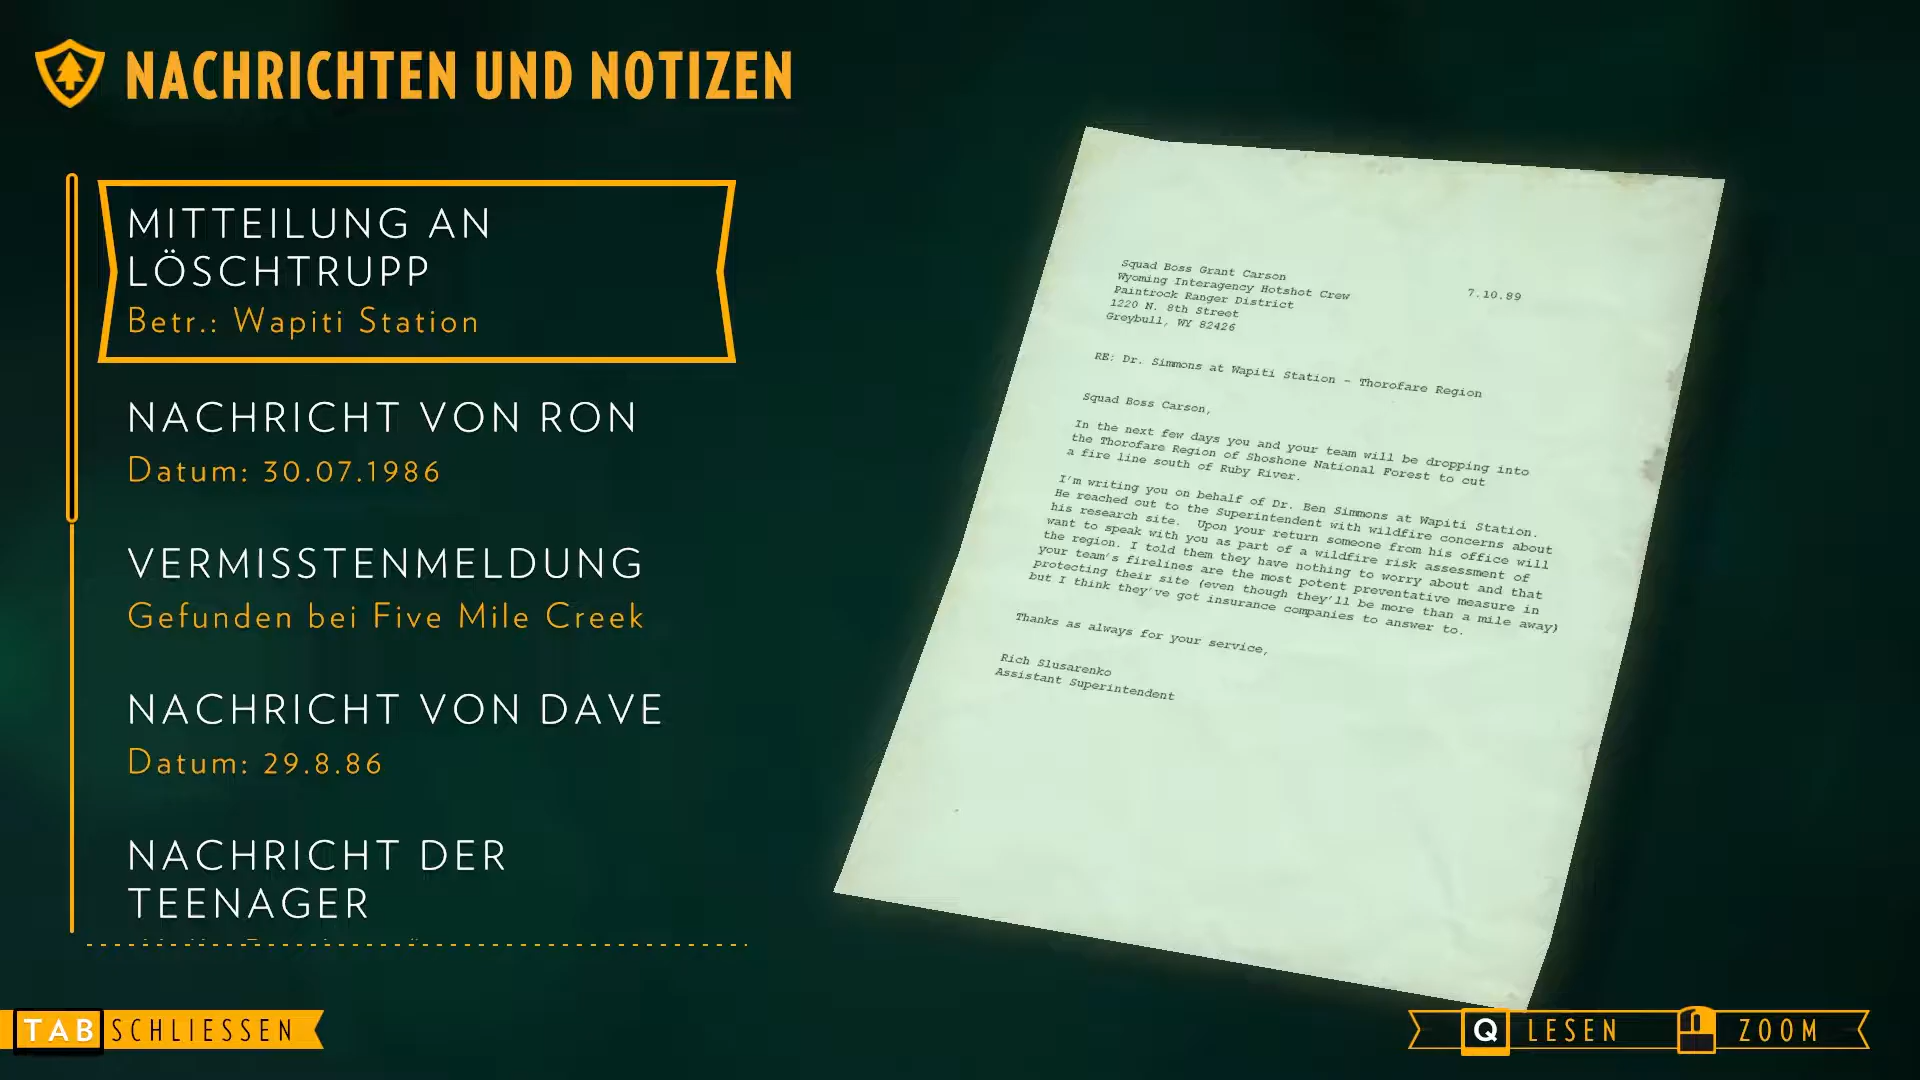 NACHRICHTEN UND NOTIZEN
MITTEILUNG AN
LÖSCHTRUPP
Betr.: Wapiti Station
NACHRICHT VON RON
Datum: 30.07.1986
VERMISSTENMELDUNG
Gefunden bei Five Mile Creek
NACHRICHT VON DAVE
Datum: 29.8.86
NACHRICHT DER
TEENAGER
Squad Boss Grant Carson
Wyoming Interagency Hotshot Crew
Paintrock Ranger District
1220 N. 8th Street
Greybull, WY 82426
7.10.89
RE: Dr. Simmons at Wapiti Station - Thorofare Region
Squad Boss Carson,
In the next few days you and your team will be dropping into
the Thorofare Region of Shoshone National Forest to cut
a fire line south of Ruby River.
I'm writing you on behalf of Dr. Ben Simmons at Wapiti Station.
He reached out to the Superintendent with wildfire concerns about
his research site. Upon your return someone from his office will
want to speak with you as part of a wildfire risk assessment of
the region. I told them they have nothing to worry about and that
your team's firelines are the most potent preventative measure in
protecting their site (even though they'll be more than a mile away)
but I think they've got insurance companies to answer to.
Thanks as always for your service,
Rich Slusarenko
Assistant Superintendent
TAB SCHLIESSEN
Q LESEN ZOOM